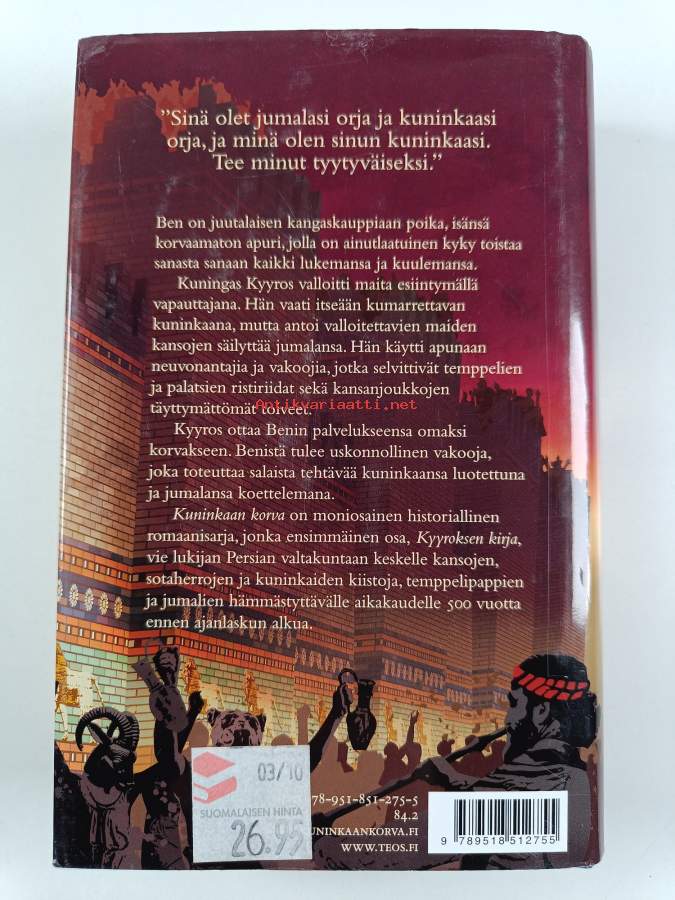 ”Sinä olet jumalasi orja ja kuninkaasi
orja, ja minä olen sinun kuninkaasi.
Tee minut tyytyväiseksi.”
Ben on juutalaisen kangaskauppiaan poika, isänsä
korvaamaton apuri, jolla on ainutlaatuinen kyky toistaa
sanasta sanaan kaikki lukemansa ja kuulemansa.
Kuningas Kyyros valloitti maita esiintymällä
vapauttajana. Hän vaati itseään kumarrettavan
kuninkaana, mutta antoi valloitettavien maiden
kansojen säilyttää jumalansa. Hän käytti apunaan
neuvonantajia ja vakoojia, jotka selvittivät temppelien
ja palatsien ristiriidat sekä kansanjoukkojen
Antikvariaatti.net
täyttymättömät toiveet.
Kyyros ottaa Benin palvelukseensa omaksi
korvakseen. Benistä tulee uskonnollinen vakooja,
joka toteuttaa salaista tehtävää kuninkaansa luotettuna
ja jumalansa koettelemana.
Kuninkaan korva on moniosainen historiallinen
romaanisarja, jonka ensimmäinen osa, Kyyroksen kirja,
vie lukijan Persian valtakuntaan keskelle kansojen,
sotaherrojen ja kuninkaiden kiistoja, temppelipappien
ja jumalien hämmästyttävälle aikakaudelle 500 vuotta
ennen ajanlaskun alkua.
03/10
SUOMALAISEN HINTA
26.95
78-951-851-275-5
84.2
UNINKAANKORVA.FI
WWW.TEOS.FI
9 789518 512755